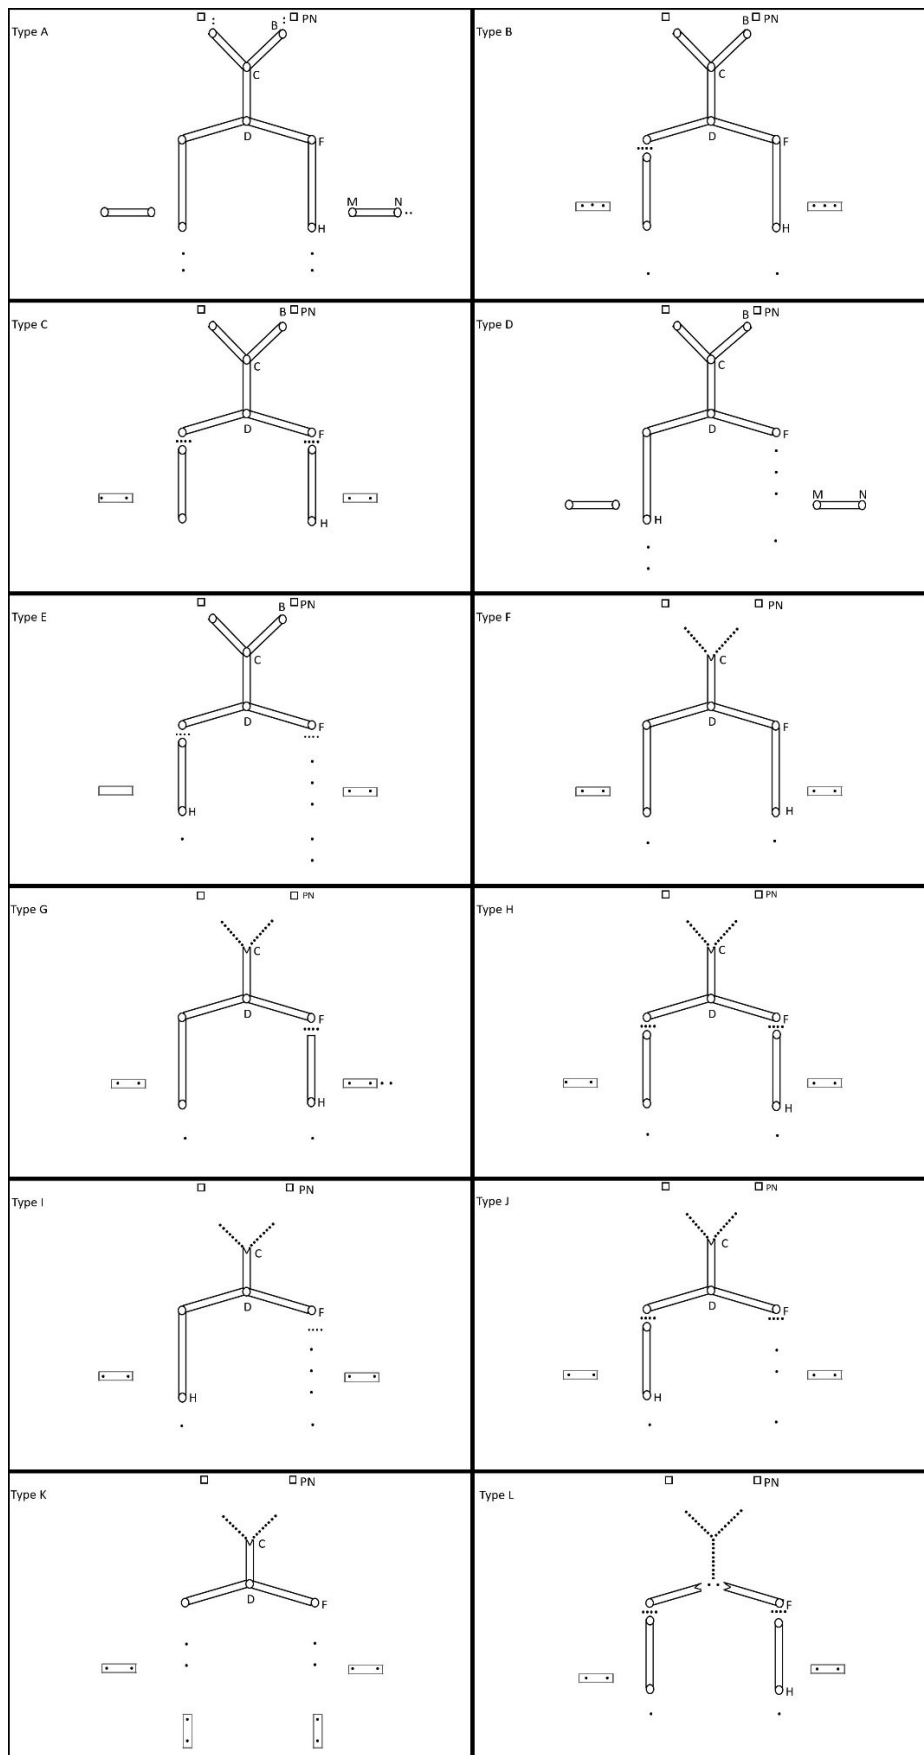 Type A
B PN
C
D F
M N
H
Type B
B PN
C
D F
H
Type C
B PN
C
D F
H
Type D
B PN
C
D F
M N
H
Type E
B PN
C
D F
H
Type F
PN
C
D F
H
Type G
PN
C
D F
H
Type H
PN
C
D F
H
Type I
PN
C
D F
H
Type J
PN
C
D F
H
Type K
PN
C
D F
Type L
PN
F
H